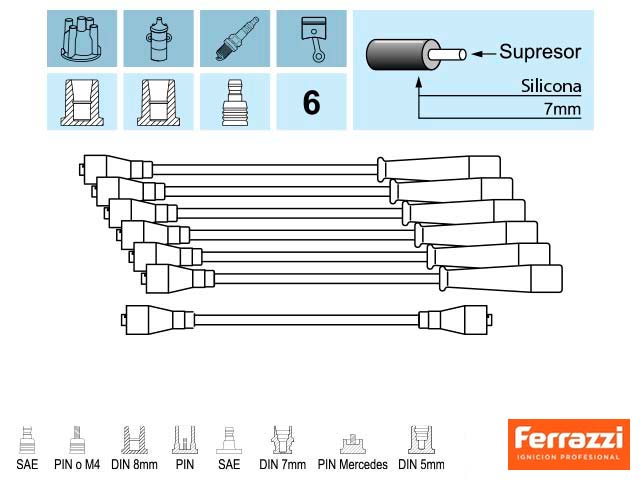 Supresor
Silicona
7mm
6
SAE PIN o M4 DIN 8mm PIN SAE DIN 7mm PIN Mercedes DIN 5mm
Ferrazzi
IGNICION PROFESIONAL